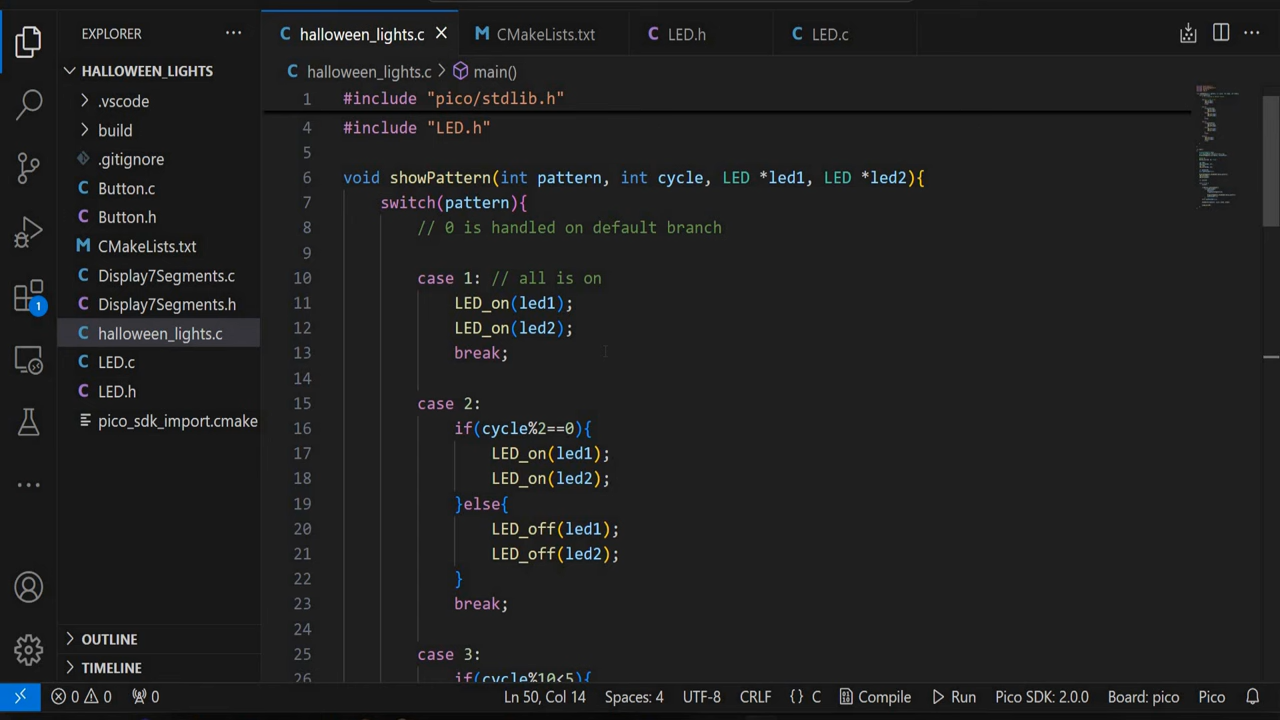 EXPLORER
HALLOWEEN_LIGHTS
.vscode
build
.gitignore
C Button.c
C Button.h
M CMakeLists.txt
C Display7Segments.c
C Display7Segments.h
C halloween_lights.c
C LED.c
C LED.h
pico_sdk_import.cmake
OUTLINE
TIMELINE
1
C halloween_lights.c
M CMakeLists.txt
C LED.h
C LED.c
C halloween_lights.c > main()
1 #include "pico/stdlib.h"
4 #include "LED.h"
5
6 void showPattern(int pattern, int cycle, LED *led1, LED *led2){
7 switch(pattern){
8 // 0 is handled on default branch
9
10 case 1: // all is on
11 LED_on(led1);
12 LED_on(led2);
13 break;
14
15 case 2:
16 if(cycle%2==0){
17 LED_on(led1);
18 LED_on(led2);
19 }else{
20 LED_off(led1);
21 LED_off(led2);
22 }
23 break;
24
25 case 3:
26 if(cycle%10<5){
0 0 0 Ln 50, Col 14 Spaces: 4 UTF-8 CRLF {} C Compile Run Pico SDK: 2.0.0 Board: pico Pico